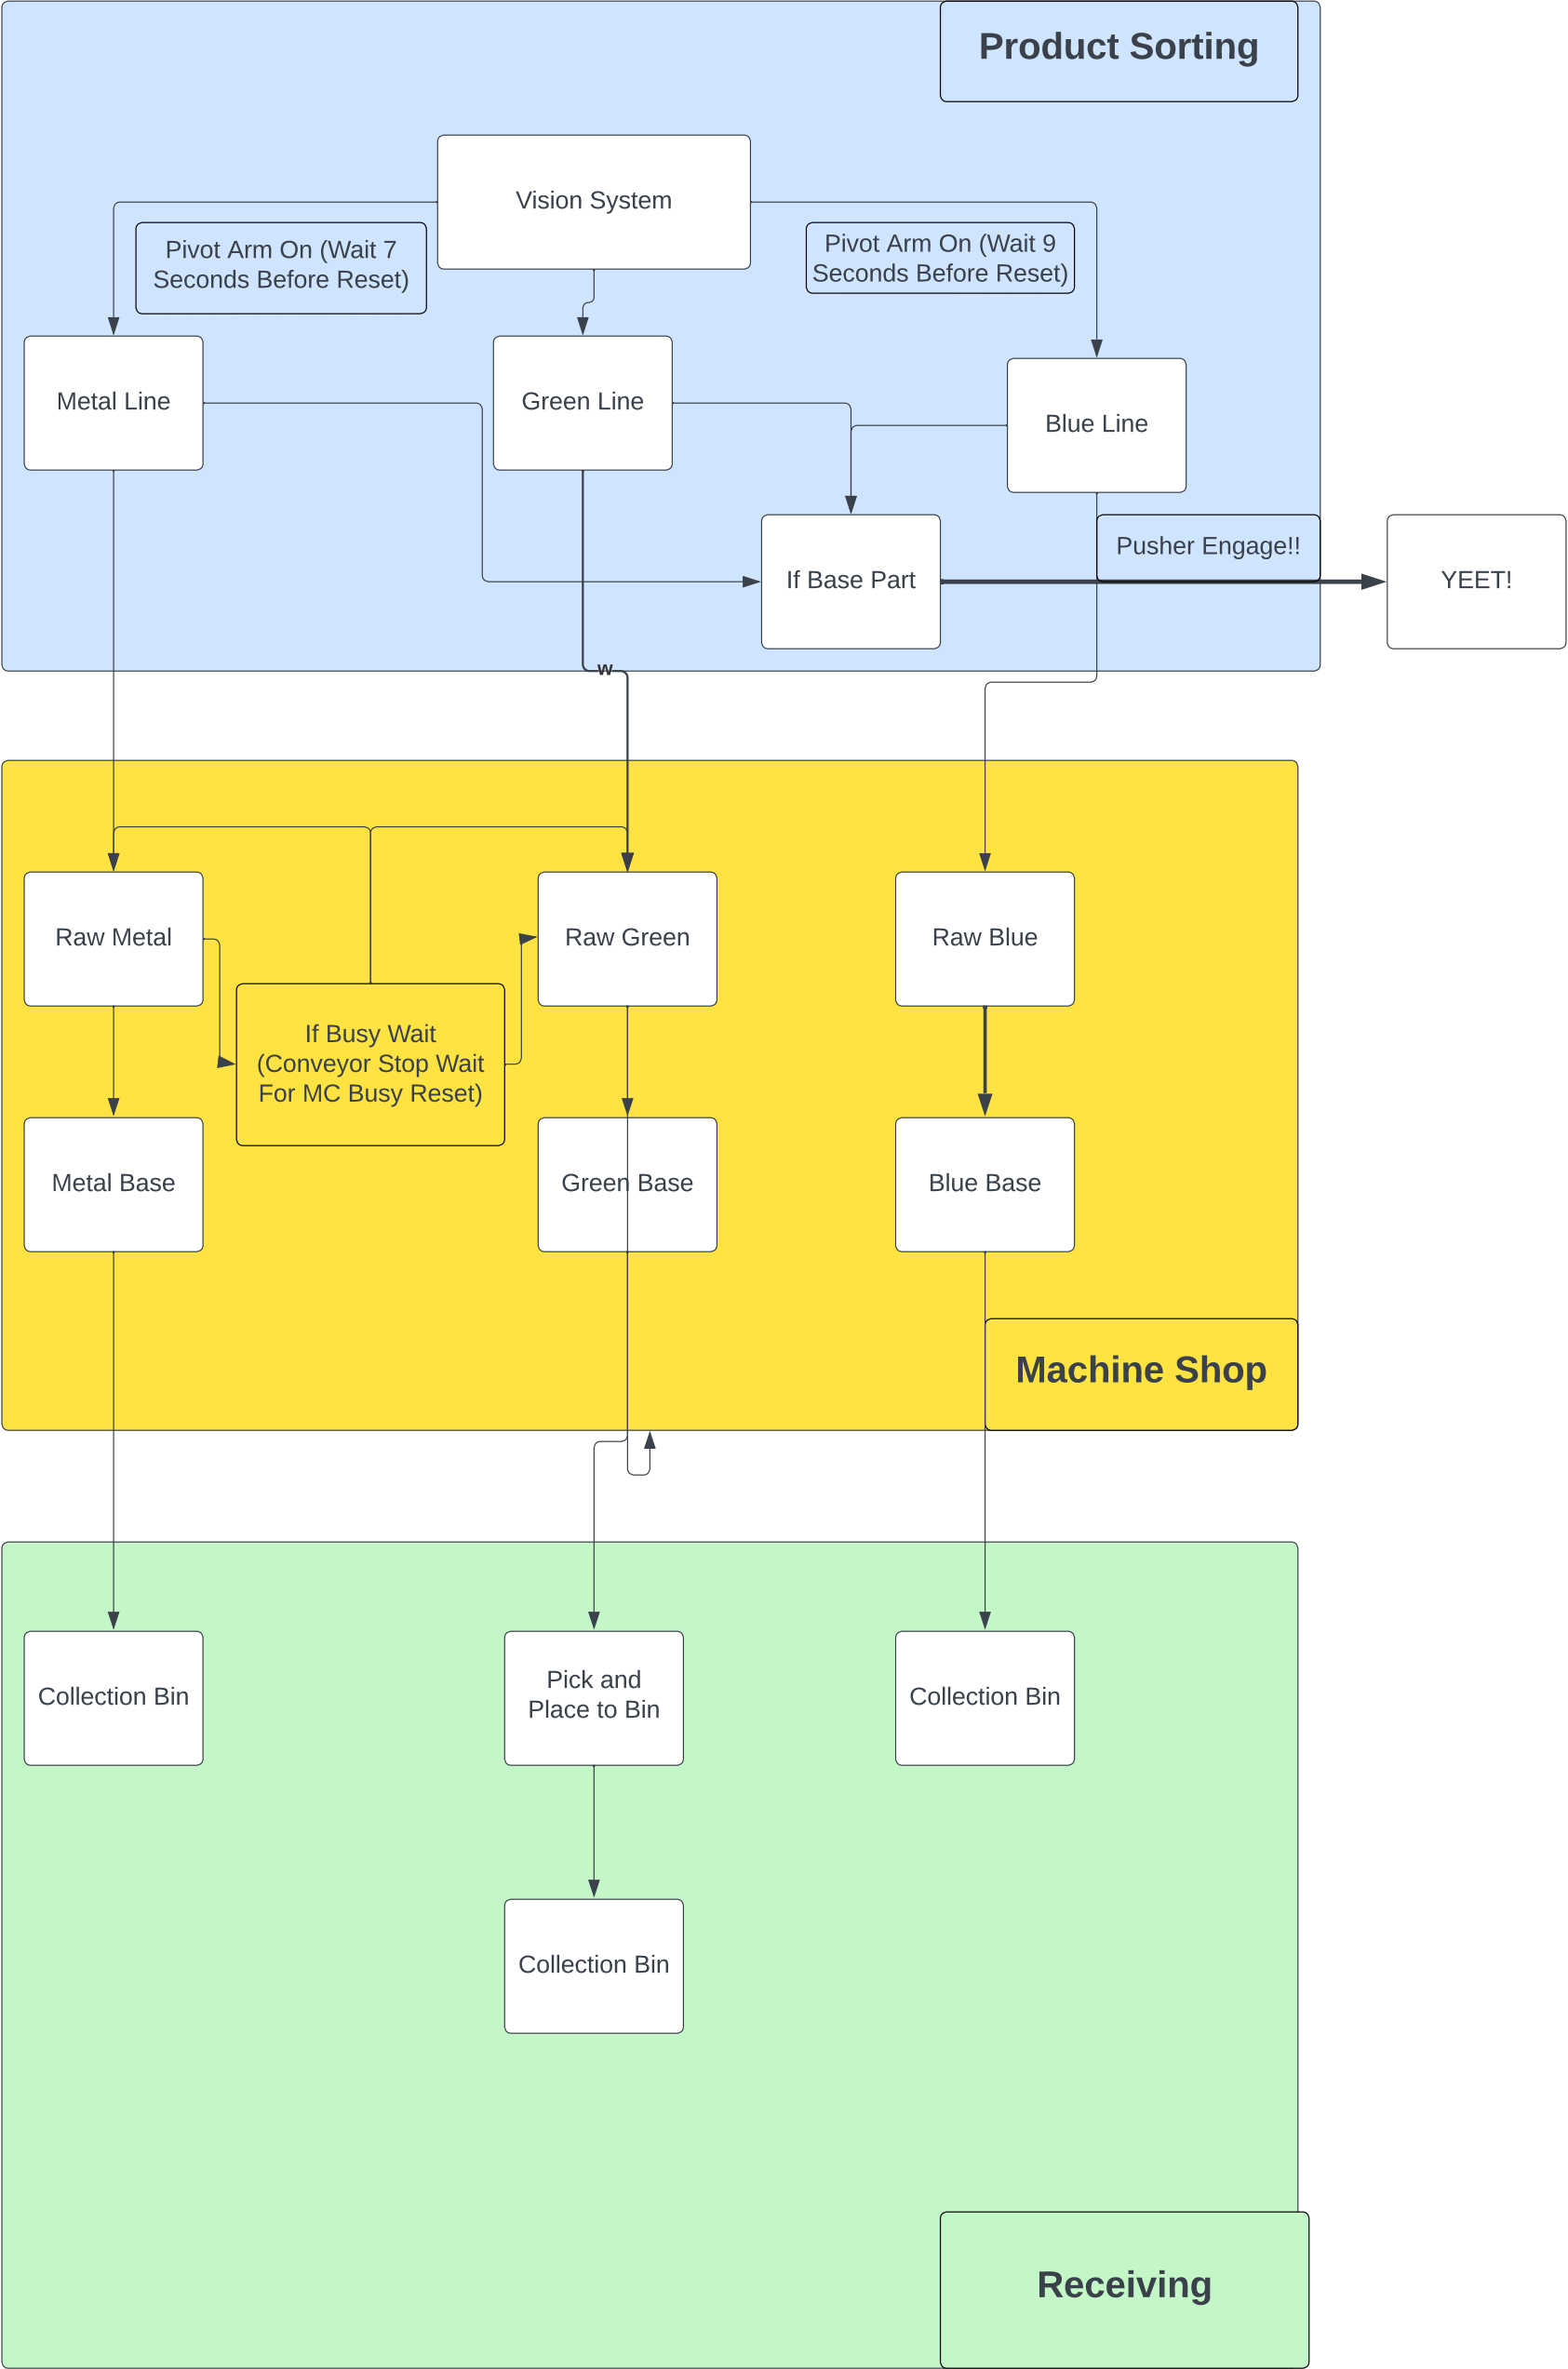 Product Sorting
Vision System
Pivot Arm On (Wait 7
Seconds Before Reset)
Pivot Arm On (Wait 9
Seconds Before Reset)
Metal Line
Green Line
Blue Line
If Base Part
Pusher Engage!!
YEET!
w
Raw Metal
Raw Green
Raw Blue
If Busy Wait
(Conveyor Stop Wait
For MC Busy Reset)
Metal Base
Green Base
Blue Base
Machine Shop
Collection Bin
Pick and
Place to Bin
Collection Bin
Collection Bin
Receiving